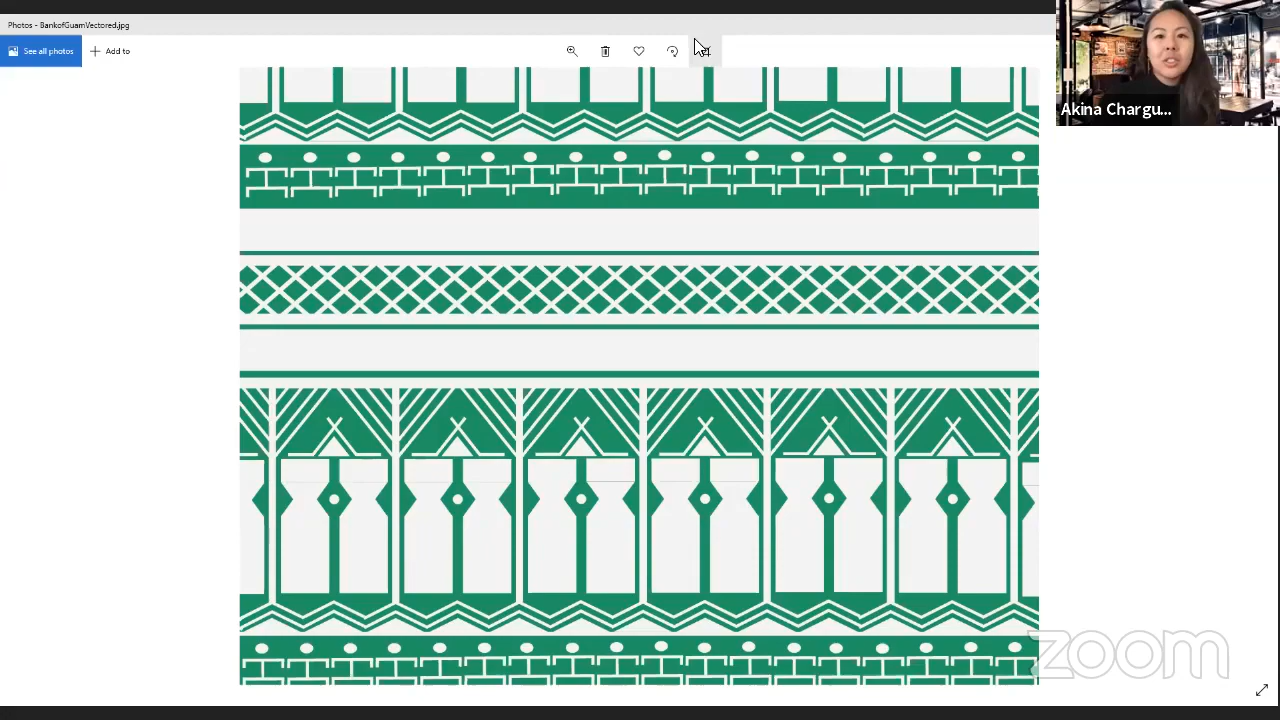 Photos - BankofGuamVectored.jpg
See all photos
Add to
Akina Chargu...
zoom